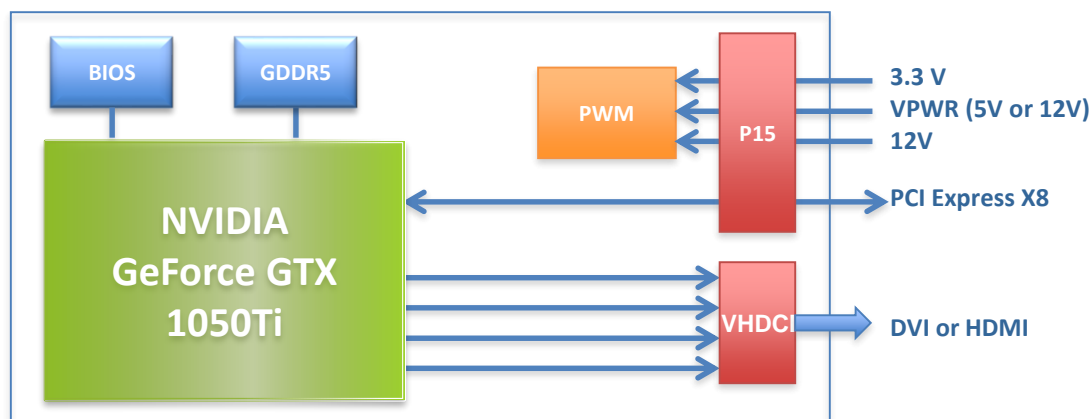 BIOS
GDDR5
PWM
P15
3.3 V
VPWR (5V or 12V)
12V
PCI Express X8
NVIDIA
GeForce GTX
1050Ti
VHDCI
DVI or HDMI